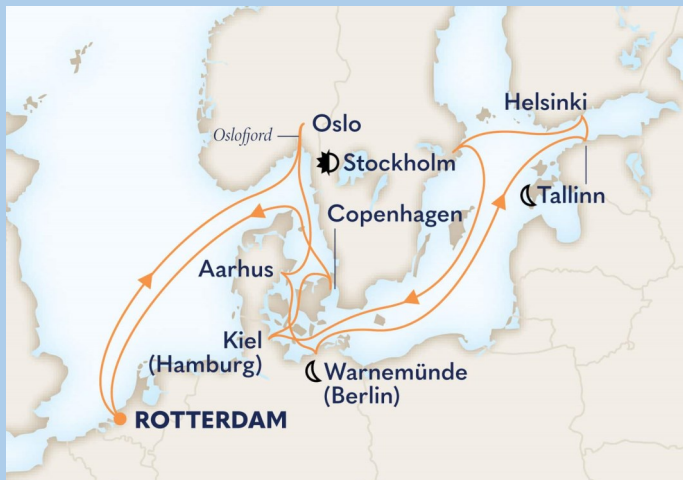 Helsinki
Oslo
Oslofjord
Stockholm
Tallinn
Copenhagen
Aarhus
Kiel
(Hamburg)
Warnemünde
(Berlin)
ROTTERDAM